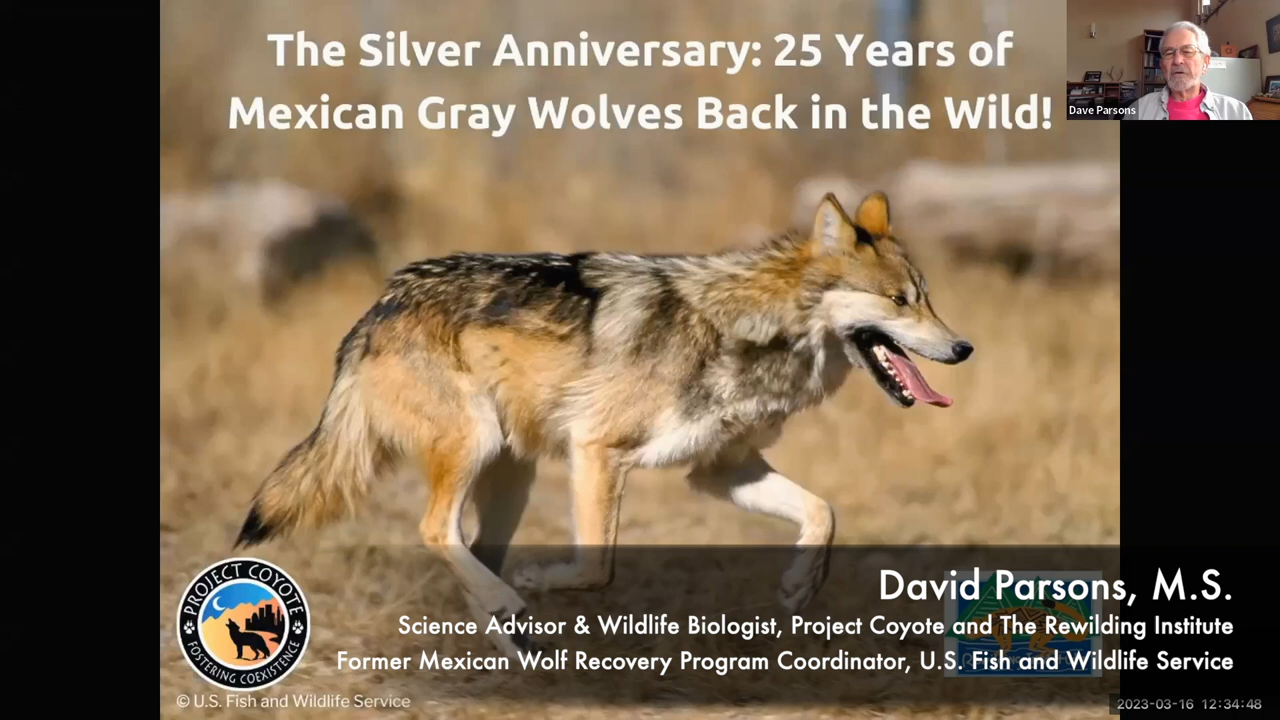 The Silver Anniversary: 25 Years of
Mexican Gray Wolves Back in the Wild!
Dave Parsons
David Parsons, M.S.
Science Advisor & Wildlife Biologist, Project Coyote and The Rewilding Institute
Former Mexican Wolf Recovery Program Coordinator, U.S. Fish and Wildlife Service
PROJECT COYOTE
FOSTERING COEXISTENCE
© U.S. Fish and Wildlife Service
2023-03-16 12:34:48